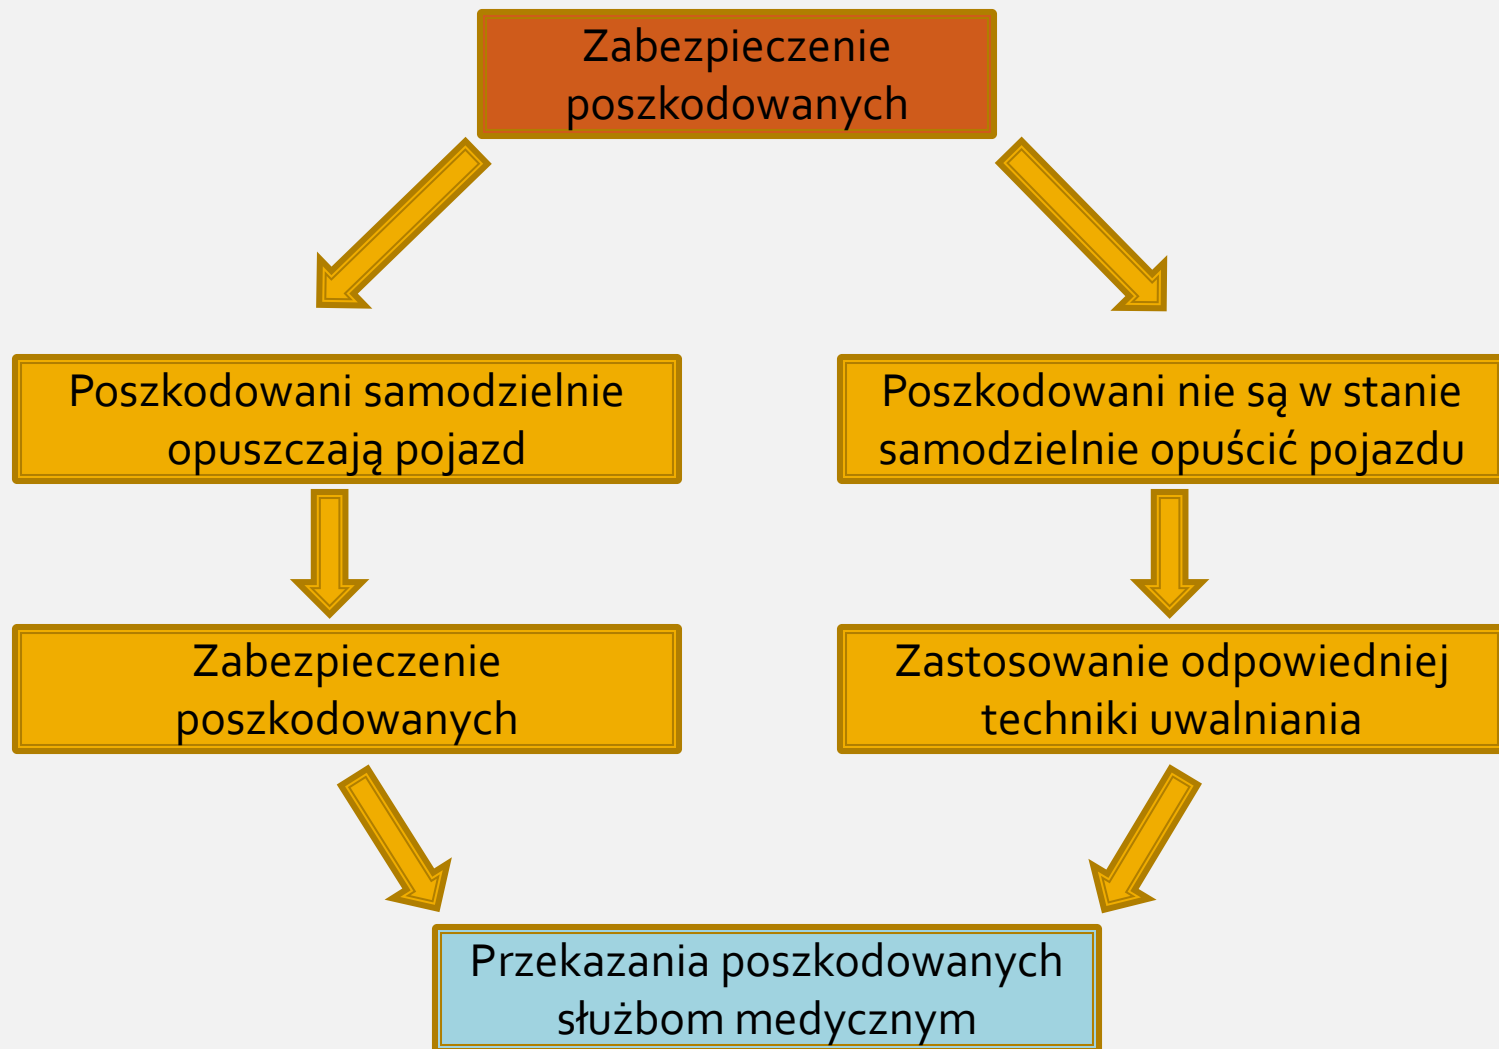 Zabezpieczenie
poszkodowanych
Poszkodowani samodzielnie
opuszczają pojazd
Poszkodowani nie są w stanie
samodzielnie opuścić pojazdu
Zabezpieczenie
poszkodowanych
Zastosowanie odpowiedniej
techniki uwalniania
Przekazania poszkodowanych
służbom medycznym